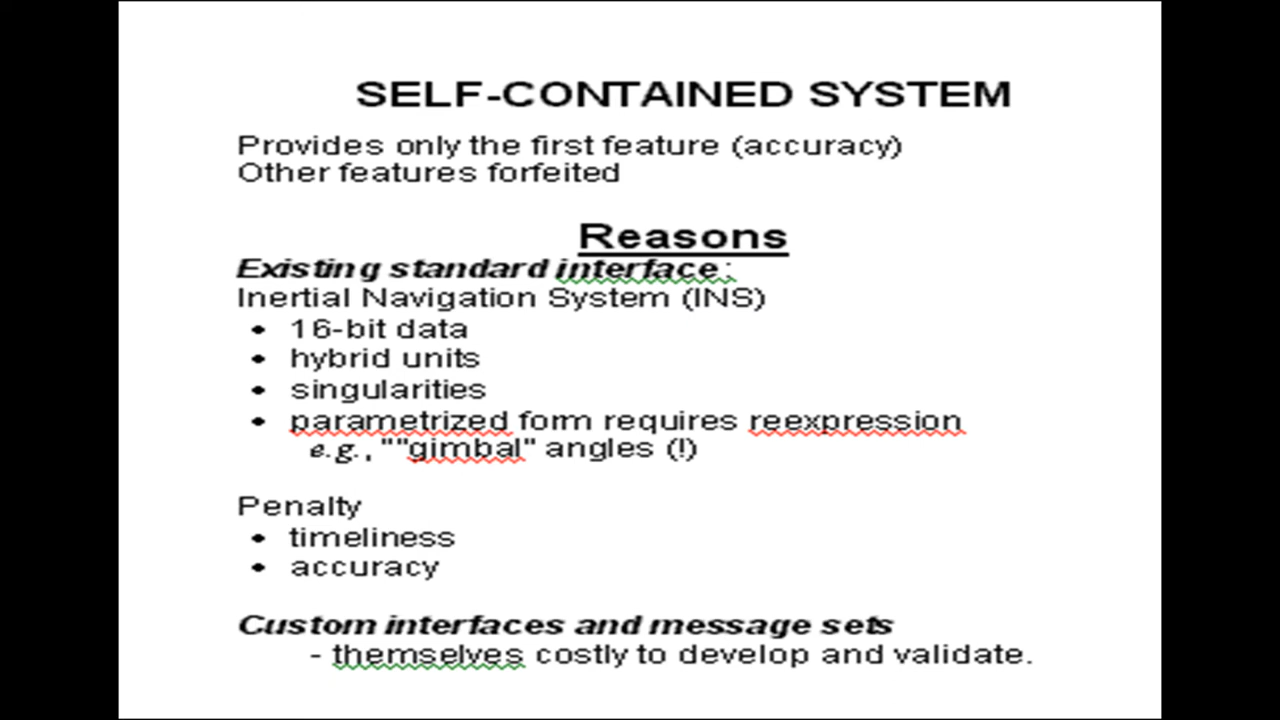 SELF-CONTAINED SYSTEM
Provides only the first feature (accuracy)
Other features forfeited
Reasons
Existing standard interface:
Inertial Navigation System (INS)
• 16-bit data
• hybrid units
• singularities
• parametrized form requires reexpression
e.g., ""gimbal" angles (!)
Penalty
• timeliness
• accuracy
Custom interfaces and message sets
- themselves costly to develop and validate.